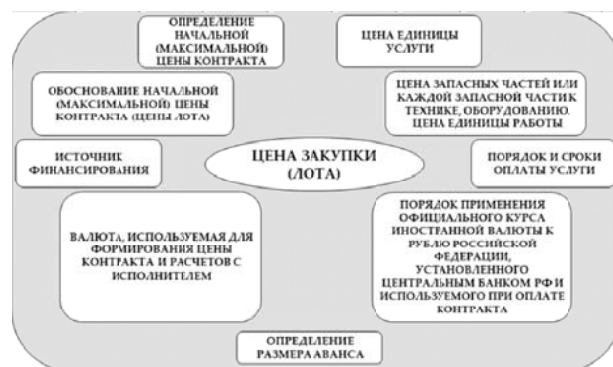 ОПРЕДЕЛЕНИЕ
НАЧАЛЬНОЙ
(МАКСИМАЛЬНОЙ)
ЦЕНЫ КОНТРАКТА
ЦЕНА ЕДИНИЦЫ
УСЛУГИ
ОБОСНОВАНИЕ НАЧАЛЬНОЙ
(МАКСИМАЛЬНОЙ) ЦЕНЫ
КОНТРАКТА (ЦЕНЫ ЛОТА)
ЦЕНА ЗАПАСНЫХ ЧАСТЕЙ ИЛИ
КАЖДОЙ ЗАПАСНОЙ ЧАСТИ К
ТЕХНИКЕ, ОБОРУДОВАНИЮ.
ЦЕНА ЕДИНИЦЫ РАБОТЫ
ИСТОЧНИК
ФИНАНСИРОВАНИЯ
ЦЕНА ЗАКУПКИ
(ЛОТА)
ПОРЯДОК И СРОКИ
ОПЛАТЫ УСЛУГИ
ВАЛЮТА, ИСПОЛЬЗУЕМАЯ ДЛЯ
ФОРМИРОВАНИЯ ЦЕНЫ
КОНТРАКТА И РАСЧЕТОВ С
ИСПОЛНИТЕЛЕМ
ПОРЯДОК ПРИМЕНЕНИЯ
ОФИЦИАЛЬНОГО КУРСА
ИНОСТРАННОЙ ВАЛЮТЫ К
РУБЛЮ РОССИЙСКОЙ
ФЕДЕРАЦИИ,
УСТАНОВЛЕННОГО
ЦЕНТРАЛЬНЫМ БАНКОМ РФ И
ИСПОЛЬЗУЕМОГО ПРИ ОПЛАТЕ
КОНТРАКТА
ОПРЕДЕЛЕНИЕ
РАЗМЕРА АВАНСА